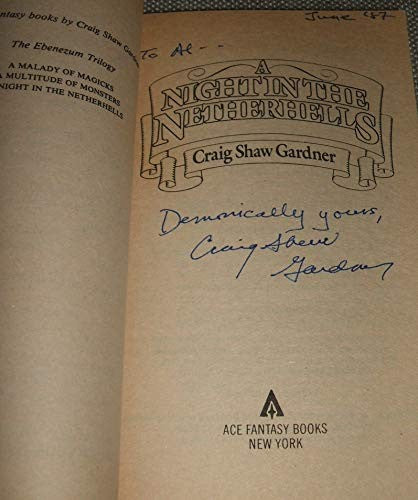 antasy books by Craig Shaw Gardner
The Ebenezum Trilogy
A MALADY OF MAGICKS
A MULTITUDE OF MONSTERS
NIGHT IN THE NETHERHELLS
June '87
To Al--
A
NIGHT IN THE
NETHERHELLS
Craig Shaw Gardner
Demonically yours,
Craig Shaw
Gardner
ACE FANTASY BOOKS
NEW YORK